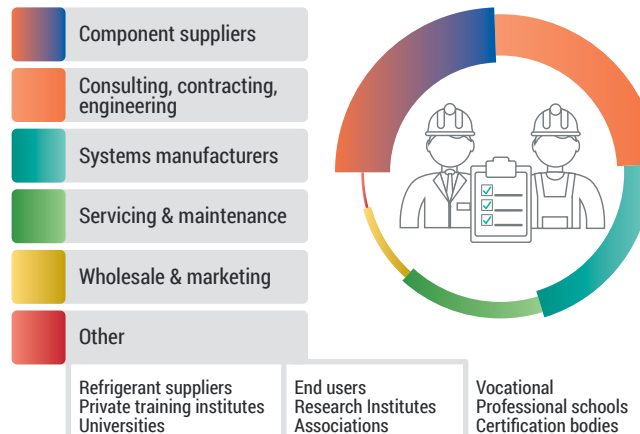 Component suppliers
Consulting, contracting,
engineering
Systems manufacturers
Servicing & maintenance
Wholesale & marketing
Other
Refrigerant suppliers
Private training institutes
Universities
End users
Research Institutes
Associations
Vocational
Professional schools
Certification bodies